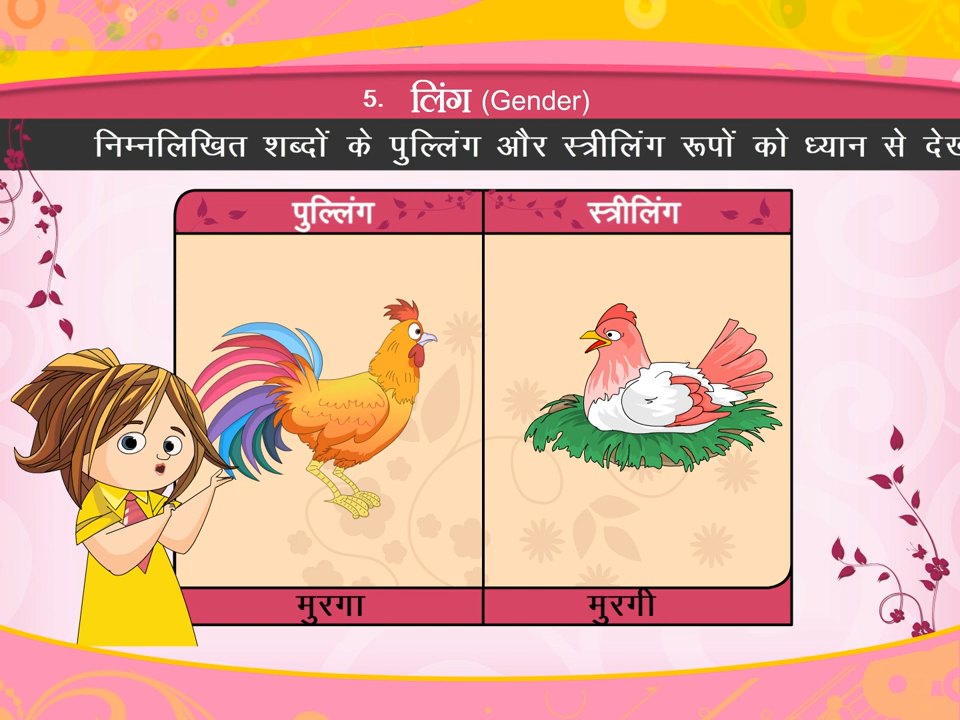 5. लिंग (Gender)
निम्नलिखित शब्दों के पुल्लिंग और स्त्रीलिंग रूपों को ध्यान से
पुल्लिंग स्त्रीलिंग
मुरगा मुरगी